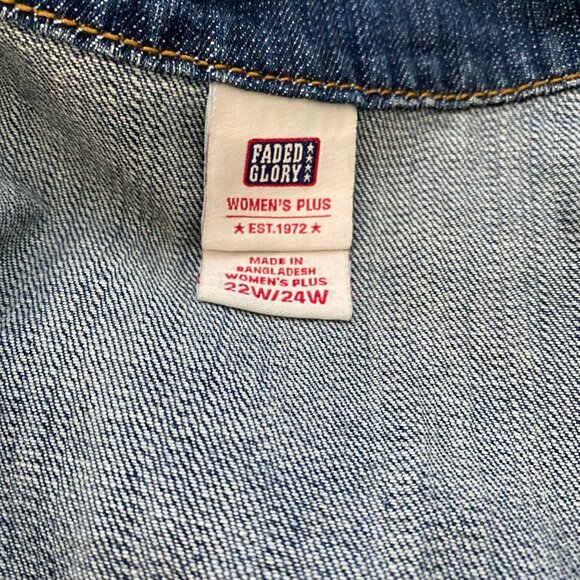 FADED
GLORY
WOMEN'S PLUS
★ EST.1972 ★
MADE IN
BANGLADESH
WOMEN'S PLUS
22W/24W